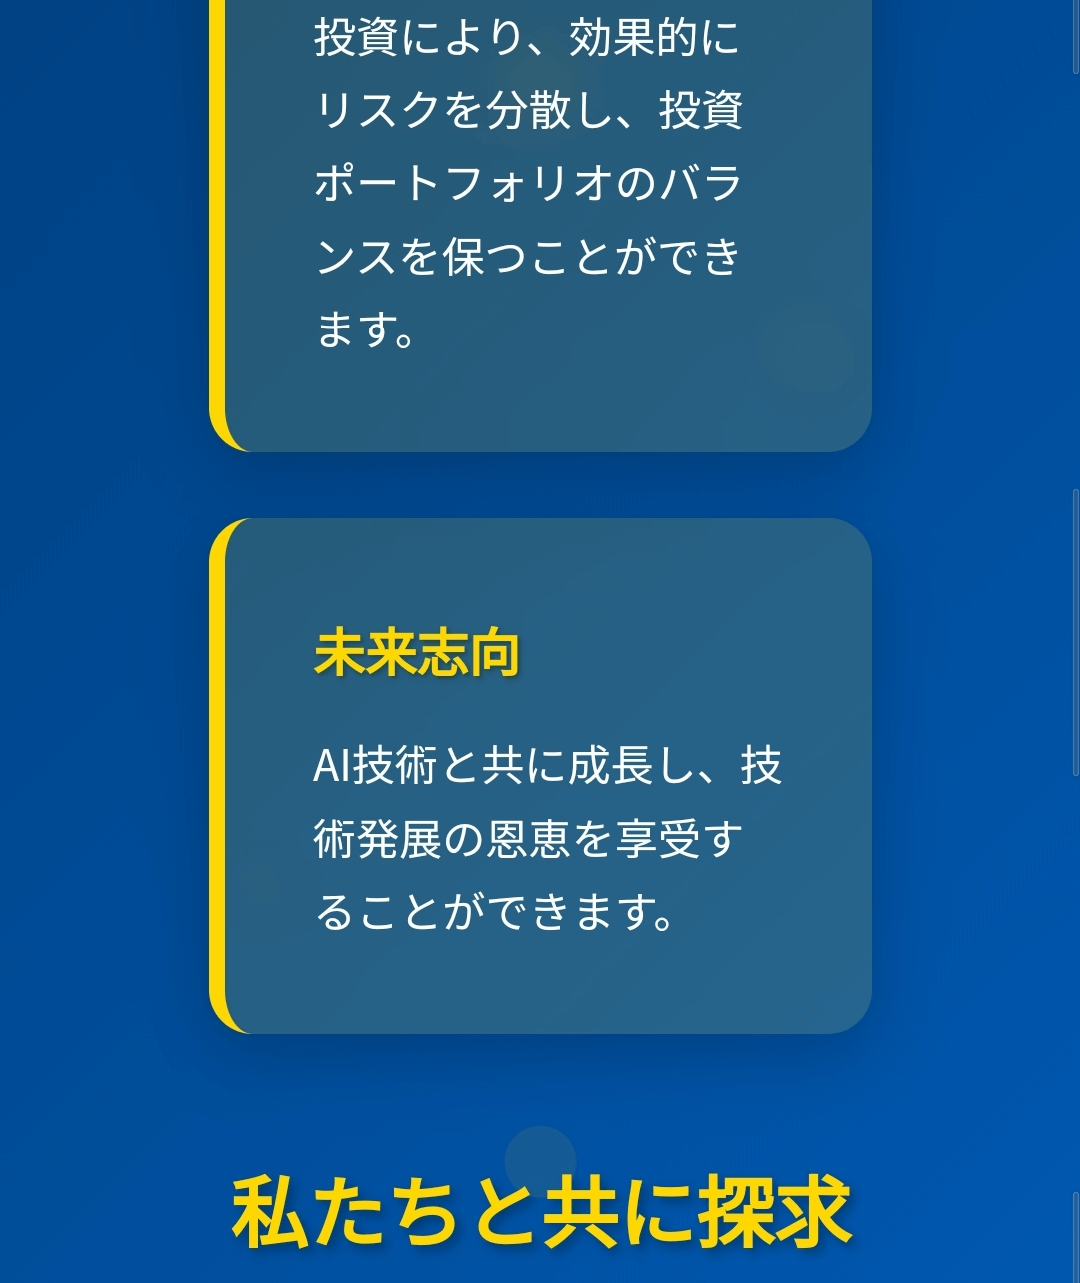 投資により、効果的に
リスクを分散し、投資
ポートフォリオのバラ
ンスを保つことができ
ます。
未来志向
AI技術と共に成長し、技
術発展の恩恵を享受す
ることができます。
私たちと共に探求